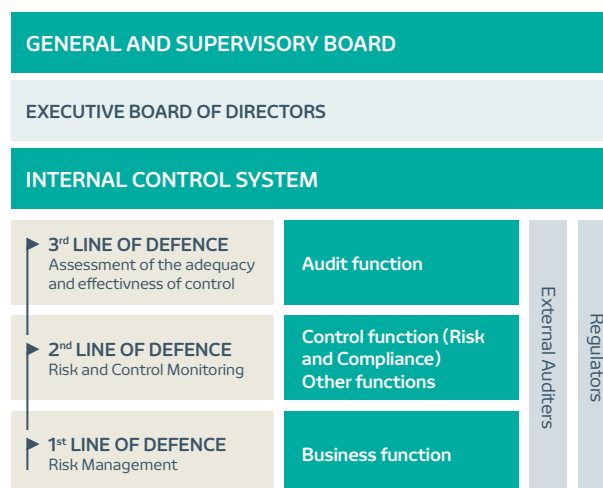 GENERAL AND SUPERVISORY BOARD
EXECUTIVE BOARD OF DIRECTORS
INTERNAL CONTROL SYSTEM
3rd LINE OF DEFENCE
Assessment of the adequacy
and effectivness of control
Audit function
2nd LINE OF DEFENCE
Risk and Control Monitoring
Control function (Risk
and Compliance)
Other functions
1st LINE OF DEFENCE
Risk Management
Business function
External Auditers
Regulators